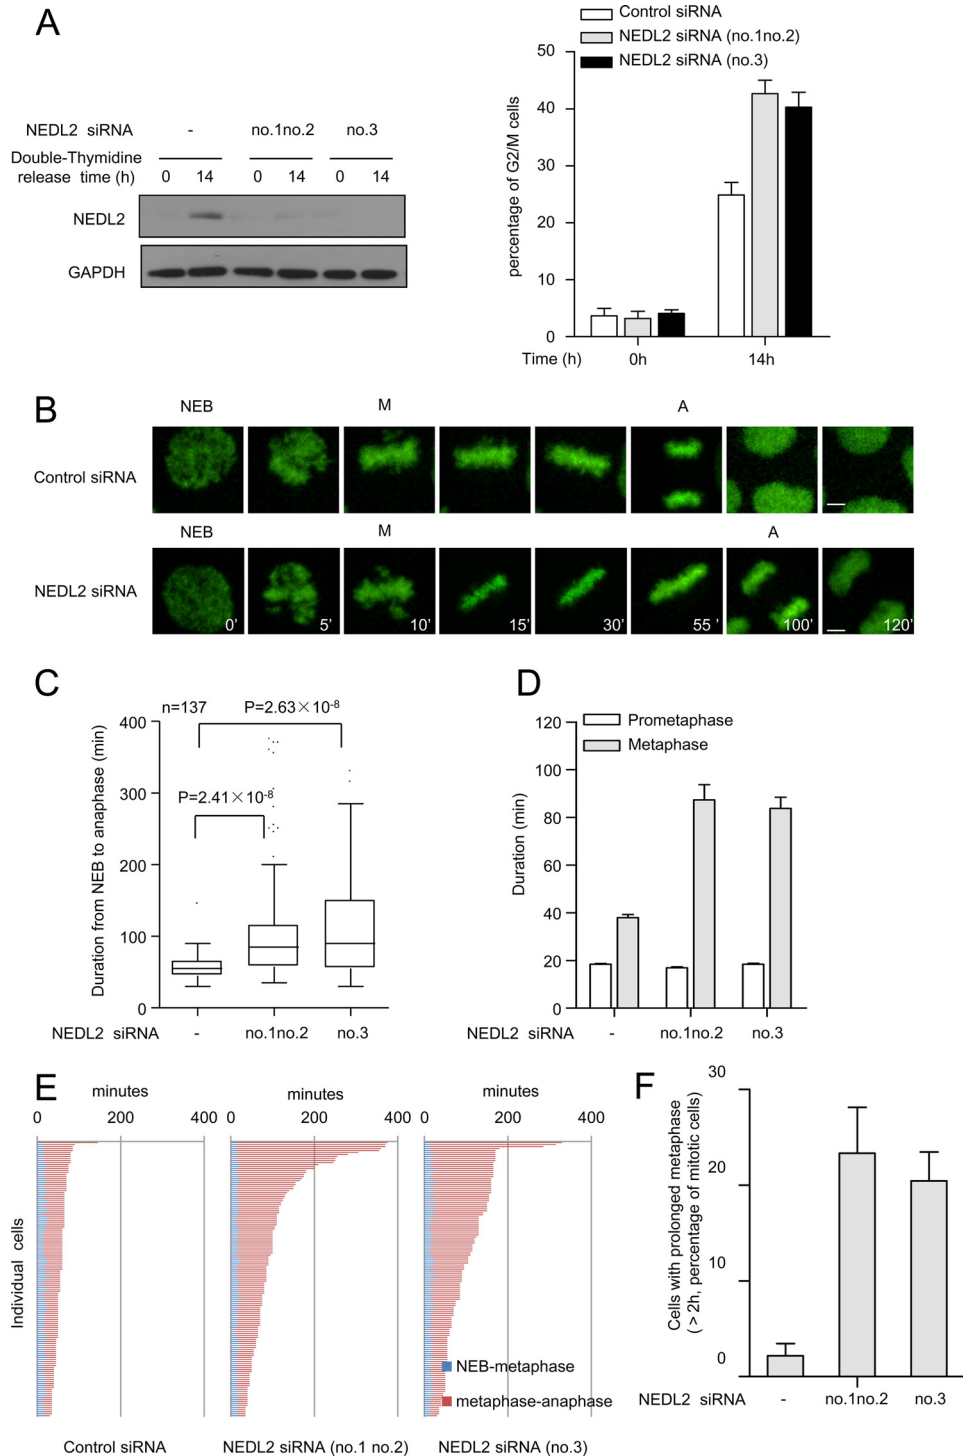 A
NEDL2 siRNA - no.1no.2 no.3
Double-Thymidine
release time (h) 0 14 0 14 0 14
NEDL2
GAPDH
Control siRNA
NEDL2 siRNA (no.1no.2)
NEDL2 siRNA (no.3)
percentage of G2/M cells
50
40
30
20
10
0
Time (h) 0h 14h
B
NEB M A
Control siRNA
NEB M A
NEDL2 siRNA
0' 5' 10' 15' 30' 55 ' 100' 120'
C
n=137 P=2.63×10-8
P=2.41×10-8
Duration from NEB to anaphase (min)
400
300
200
100
0
NEDL2 siRNA - no.1no.2 no.3
D
Prometaphase
Metaphase
Duration (min)
120
100
80
60
40
20
0
NEDL2 siRNA - no.1no.2 no.3
E
minutes minutes minutes
0 200 400 0 200 400 0 200 400
Individual cells
NEB-metaphase
metaphase-anaphase
Control siRNA NEDL2 siRNA (no.1 no.2) NEDL2 siRNA (no.3)
F
Cells with prolonged metaphase
( > 2h, percentage of mitotic cells)
30
20
10
0
NEDL2 siRNA - no.1no.2 no.3